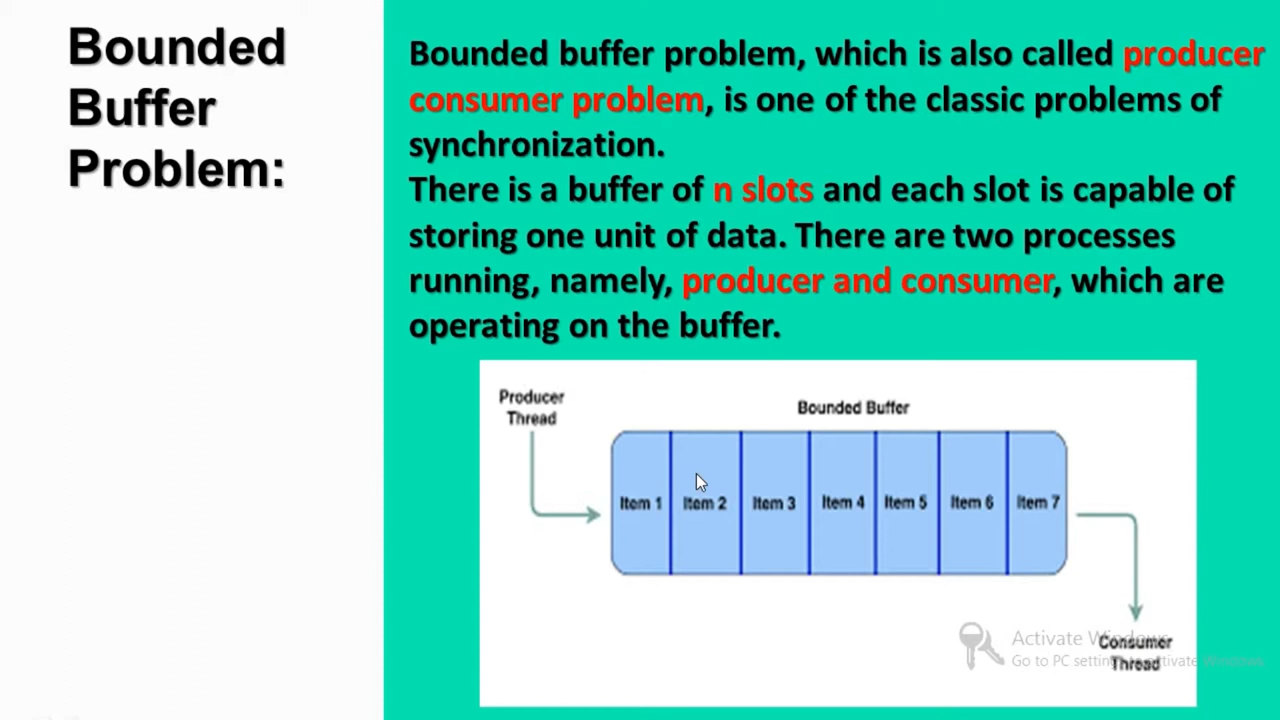 Bounded
Buffer
Problem:
Bounded buffer problem, which is also called producer
consumer problem, is one of the classic problems of
synchronization.
There is a buffer of n slots and each slot is capable of
storing one unit of data. There are two processes
running, namely, producer and consumer, which are
operating on the buffer.
Producer
Thread
Bounded Buffer
Item 1 Item 2 Item 3 Item 4 Item 5 Item 6 Item 7
Consumer
Thread
Activate Windows
Go to PC settings to activate Windows